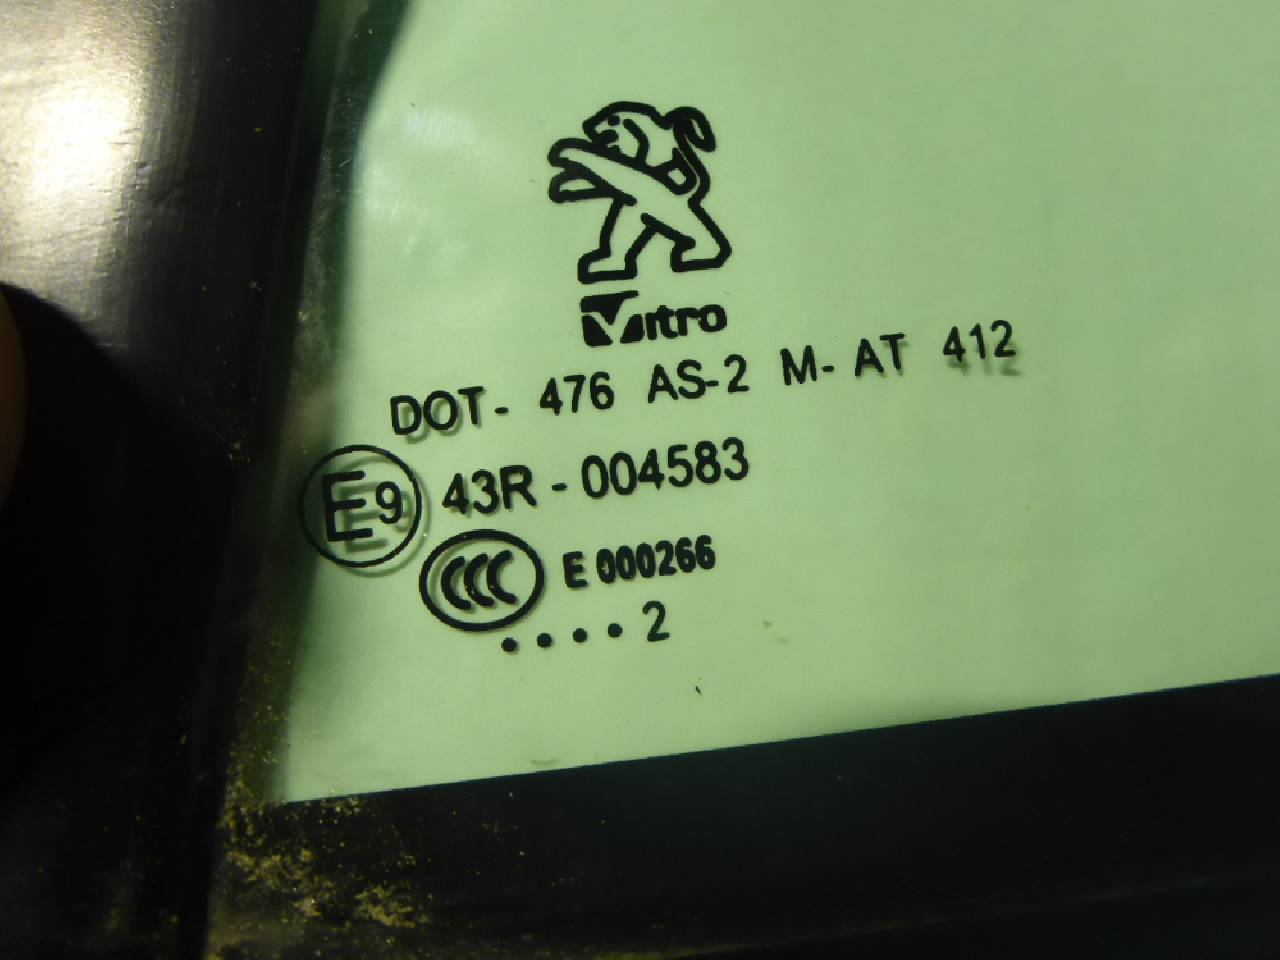 Vitro
DOT- 476 AS-2 M- AT 412
E9 43R - 004583
CCC E 000266
.... 2